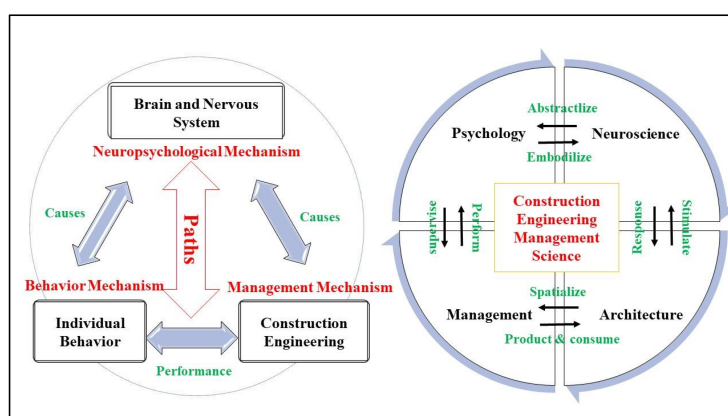 Brain and Nervous
System
Neuropsychological Mechanism
Causes
Causes
Paths
Behavior Mechanism
Management Mechanism
Individual
Behavior
Construction
Engineering
Performance
Abstractlize
Psychology
Neuroscience
Embodilize
supervise
Perform
Construction
Engineering
Management
Science
Response
Stimulate
Spatialize
Management
Architecture
Product & consume